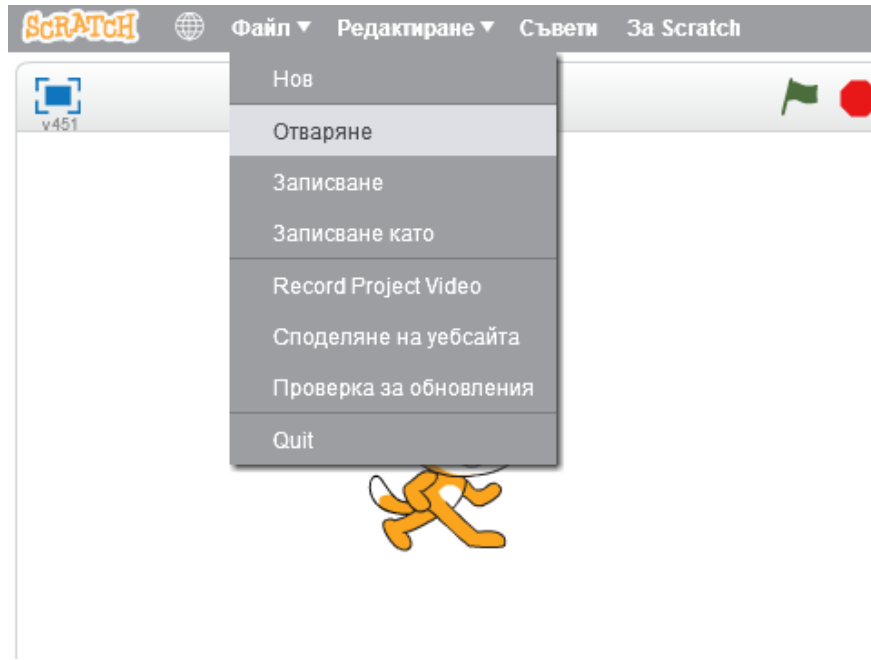 SCRATCH Файл Редактиране Съвети За Scratch
v451
Нов
Отваряне
Записване
Записване като
Record Project Video
Споделяне на уебсайта
Проверка за обновления
Quit